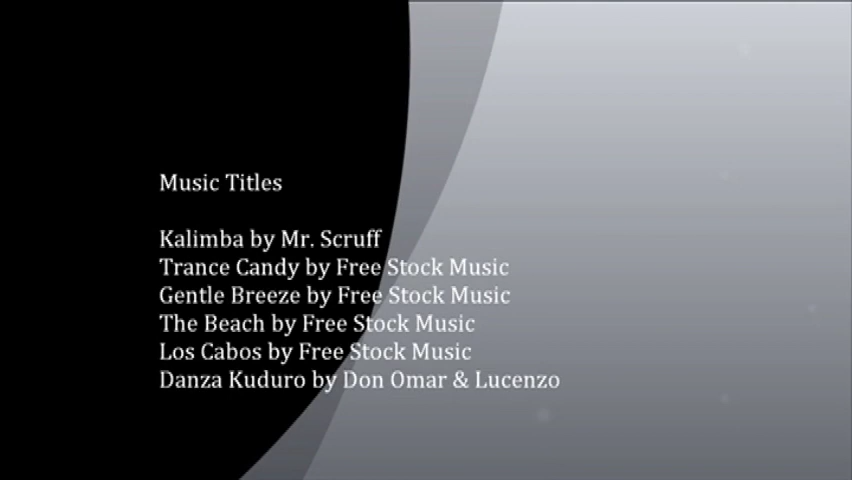 Music Titles
Kalimba by Mr. Scruff
Trance Candy by Free Stock Music
Gentle Breeze by Free Stock Music
The Beach by Free Stock Music
Los Cabos by Free Stock Music
Danza Kuduro by Don Omar & Lucenzo